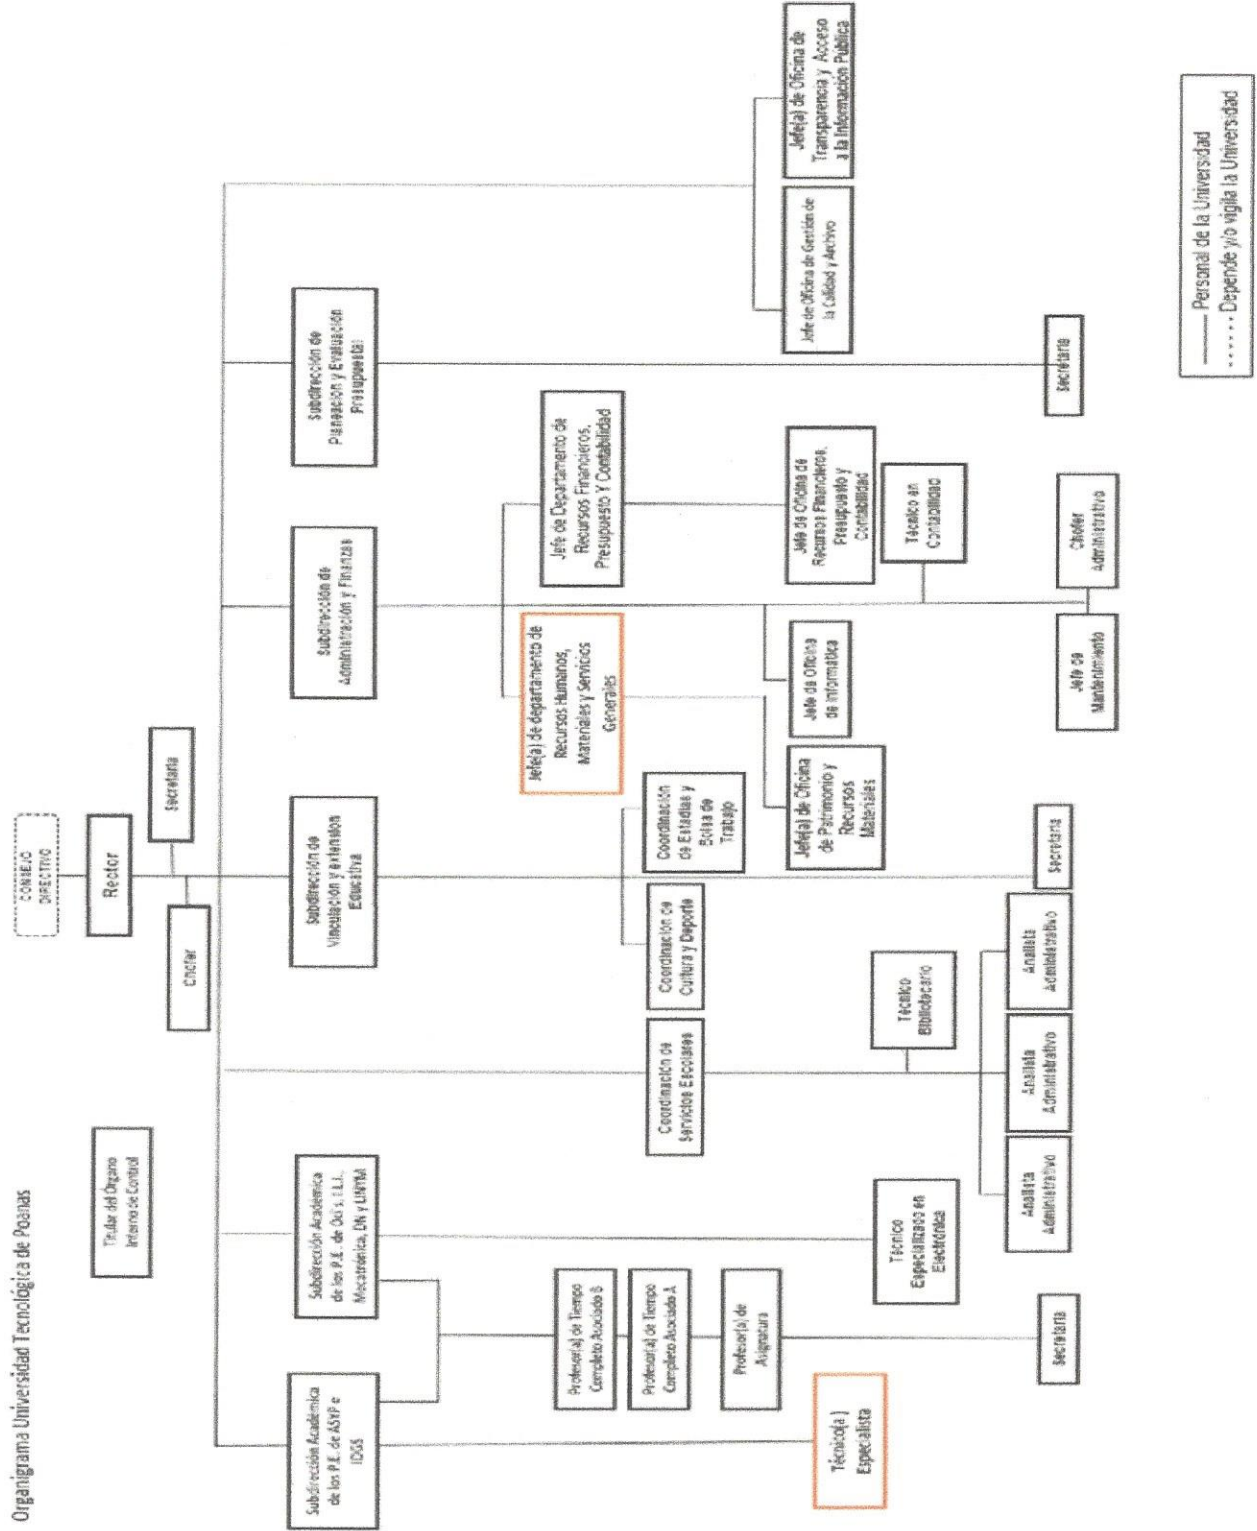 Organigrama Universidad Tecnológica de Poanas
CONSEJO
DIRECTIVO
Rector
Secretaria
Chofer
Titular del Órgano
Interno de Control
Subdirección Académica
de los P.E. de ASYP e
IDGS
Subdirección Académica
de los P.E. de
Mecatrónica, DN y
Subdirección de
Vinculación y extensión
Educativa
Subdirección de
Administración y Finanzas
Subdirección de
Planeación y Evaluación
Presupuestal
Profesor(a) de Tiempo
Completo Asociado B
Profesor(a) de Tiempo
Completo Asociado A
Profesor(a) de
Asignatura
Técnico(a)
Especialista
Secretaria
Técnico
Especializado en
Electrónica
Coordinación de
Servicios Escolares
Técnico
Bibliotecario
Analista
Administrativo
Analista
Administrativo
Analista
Administrativo
Coordinación de
Cultura y Deporte
Coordinación
de Estadías y
Bolsa de
Trabajo
Secretaria
Jefe(a) de departamento de
Recursos Humanos,
Materiales y Servicios
Generales
Jefe de Departamento de
Recursos Financieros,
Presupuesto Y Contabilidad
Jefe(a) de Oficina
de Patrimonio y
Recursos
Materiales
Jefe de Oficina
de Informática
Jefe de Oficina de
Recursos Financieros,
Presupuesto y
Contabilidad
Técnico en
Contabilidad
Jefe de
Mantenimiento
Chofer
Administrativo
Secretaria
Jefe de Oficina de Gestión de
la Calidad y Archivo
Jefe(a) de Oficina de
Transparencia y Acceso
a la Información Pública
Personal de la Universidad
Depende y/o vigila la Universidad